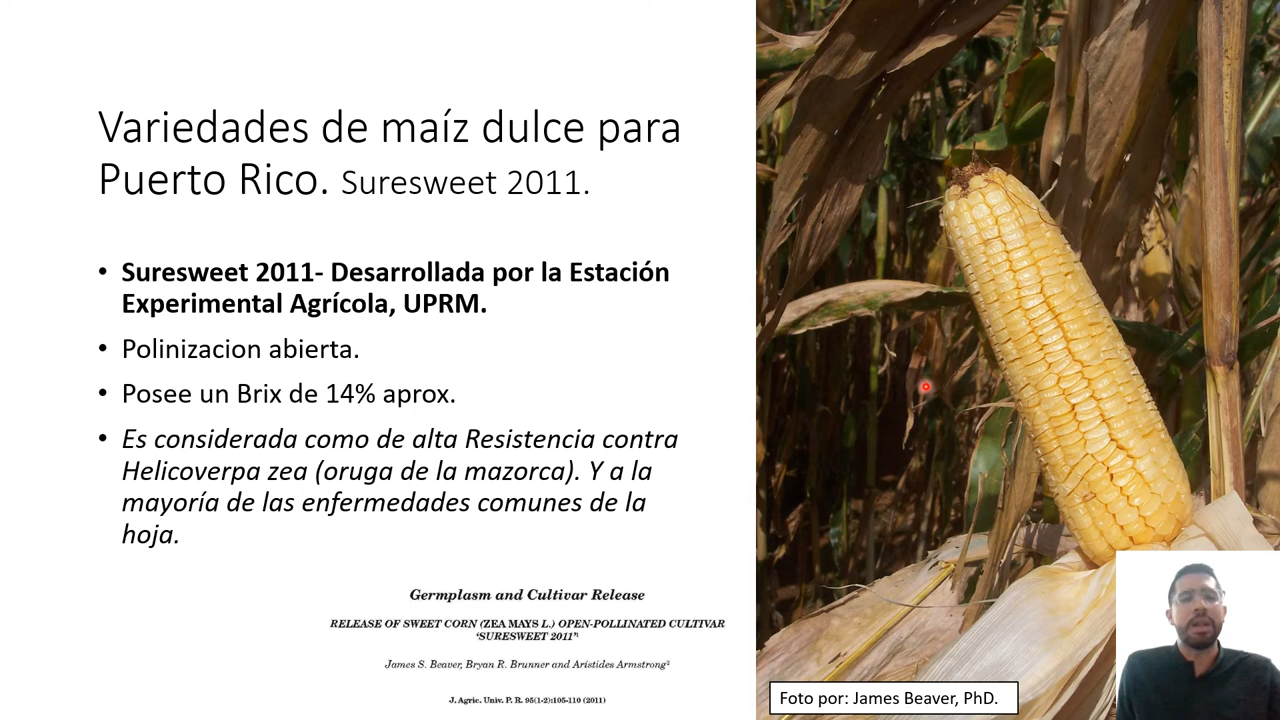 Variedades de maíz dulce para
Puerto Rico. Suresweet 2011.
• Suresweet 2011- Desarrollada por la Estación
Experimental Agrícola, UPRM.
• Polinizacion abierta.
• Posee un Brix de 14% aprox.
• Es considerada como de alta Resistencia contra
Helicoverpa zea (oruga de la mazorca). Y a la
mayoría de las enfermedades comunes de la
hoja.
Germplasm and Cultivar Release
RELEASE OF SWEET CORN (ZEA MAYS L.) OPEN-POLLINATED CULTIVAR
‘SURESWEET 2011’¹
James S. Beaver, Bryan R. Brunner and Arístides Armstrong²
J. Agric. Univ. P. R. 95(1-2):105-110 (2011)
Foto por: James Beaver, PhD.